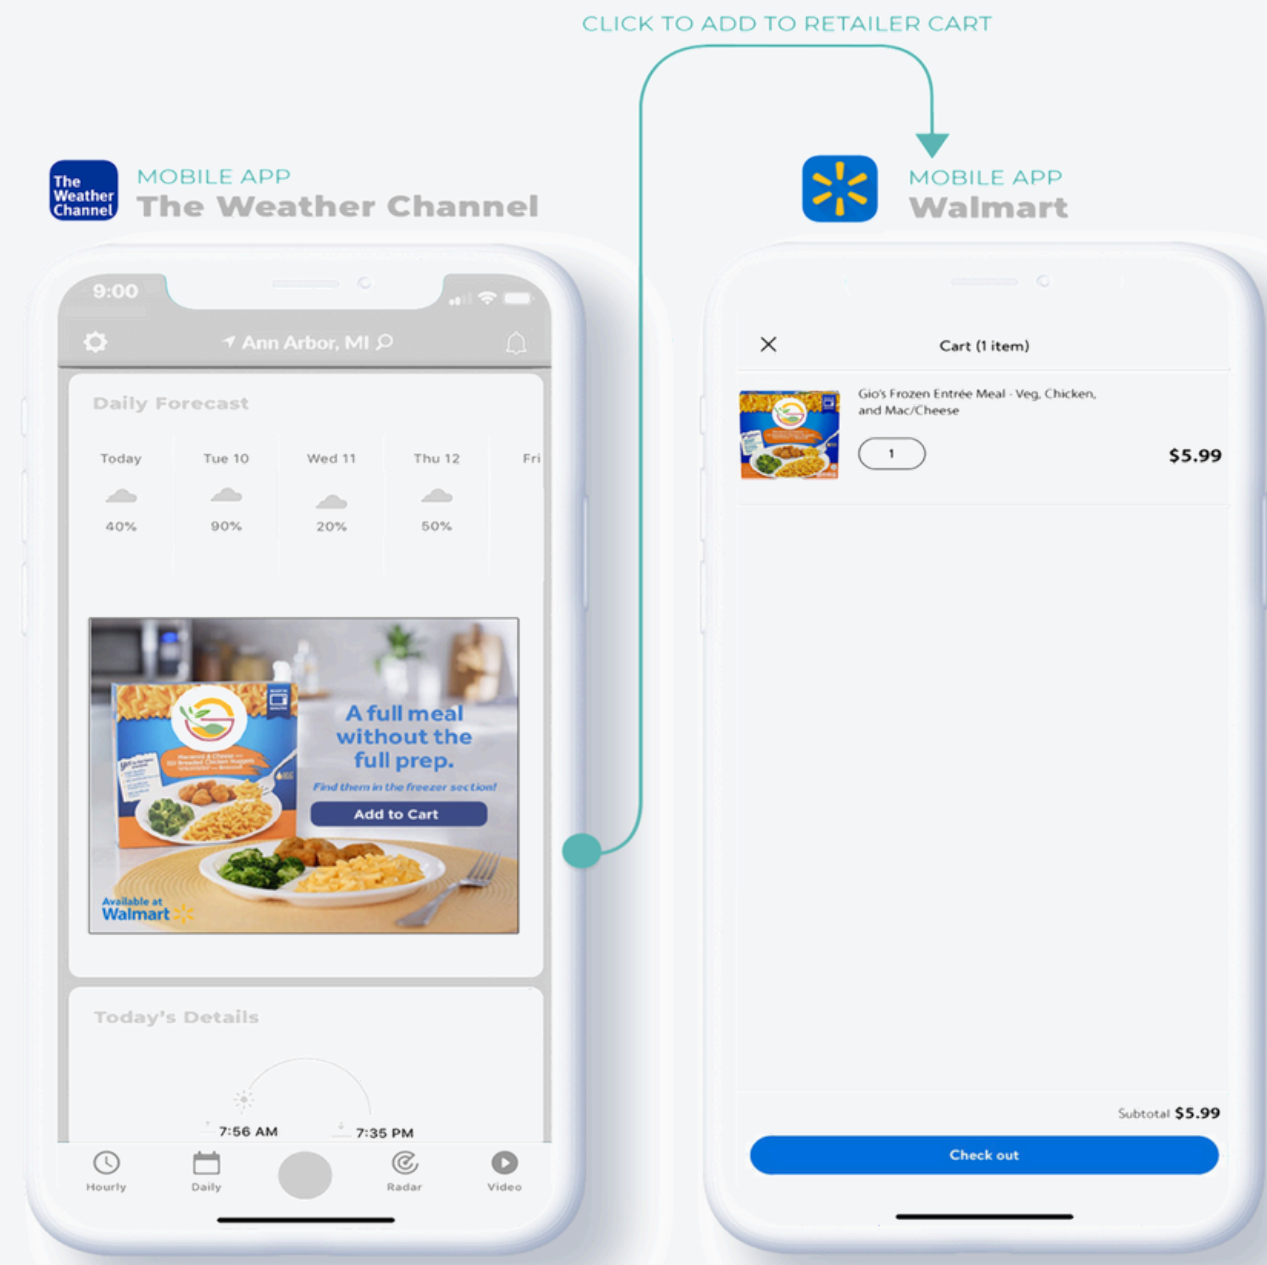 CLICK TO ADD TO RETAILER CART
The
Weather
Channel
MOBILE APP
The Weather Channel
9:00
Ann Arbor, MI
Daily Forecast
Today
Tue 10
Wed 11
Thu 12
Fri
40%
90%
20%
50%
Macaroni & Cheese
A full meal
without the
full prep.
Find them in the freezer section!
Add to Cart
Available at
Walmart
Today's Details
7:56 AM
7:35 PM
Hourly
Daily
Radar
Video
MOBILE APP
Walmart
Cart (1 item)
Gio's Frozen Entrée Meal - Veg, Chicken,
and Mac/Cheese
1
$5.99
Subtotal $5.99
Check out